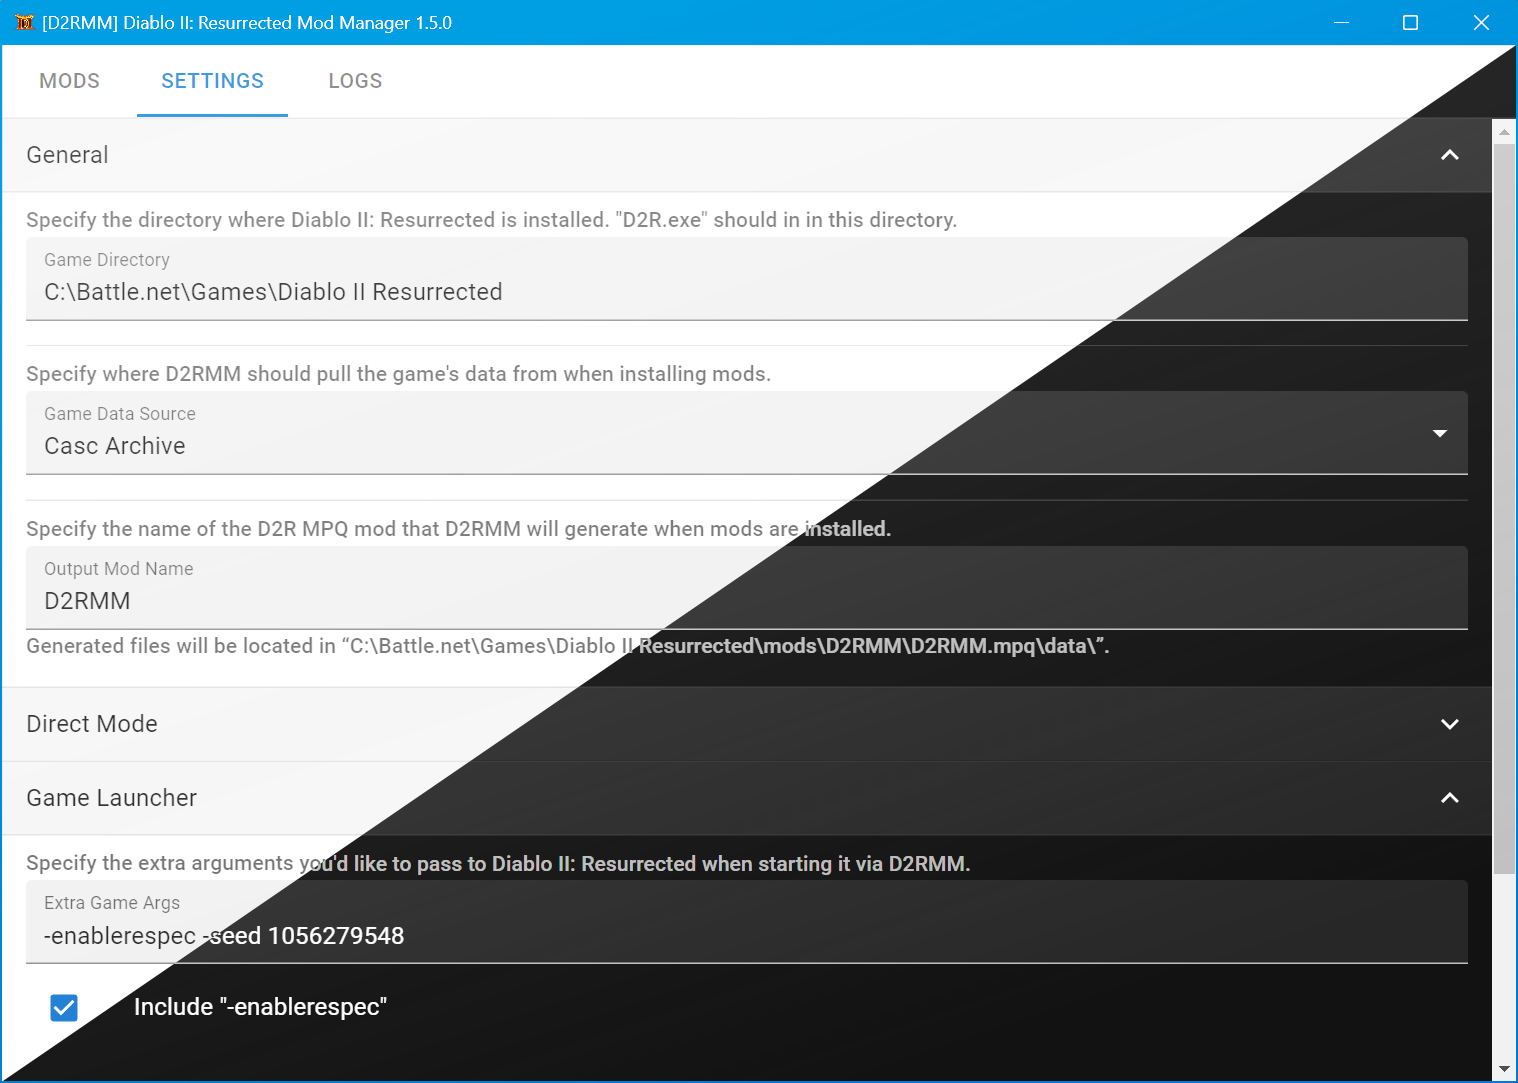 [D2RMM] Diablo II: Resurrected Mod Manager 1.5.0
MODS SETTINGS LOGS
General
Specify the directory where Diablo II: Resurrected is installed. "D2R.exe" should in in this directory.
Game Directory
C:\Battle.net\Games\Diablo II Resurrected
Specify where D2RMM should pull the game's data from when installing mods.
Game Data Source
Casc Archive
Specify the name of the D2R MPQ mod that D2RMM will generate when mods are installed.
Output Mod Name
D2RMM
Generated files will be located in “C:\Battle.net\Games\Diablo II Resurrected\mods\D2RMM\D2RMM.mpq\data\”.
Direct Mode
Game Launcher
Specify the extra arguments you'd like to pass to Diablo II: Resurrected when starting it via D2RMM.
Extra Game Args
-enablerespec -seed 1056279548
Include "-enablerespec"